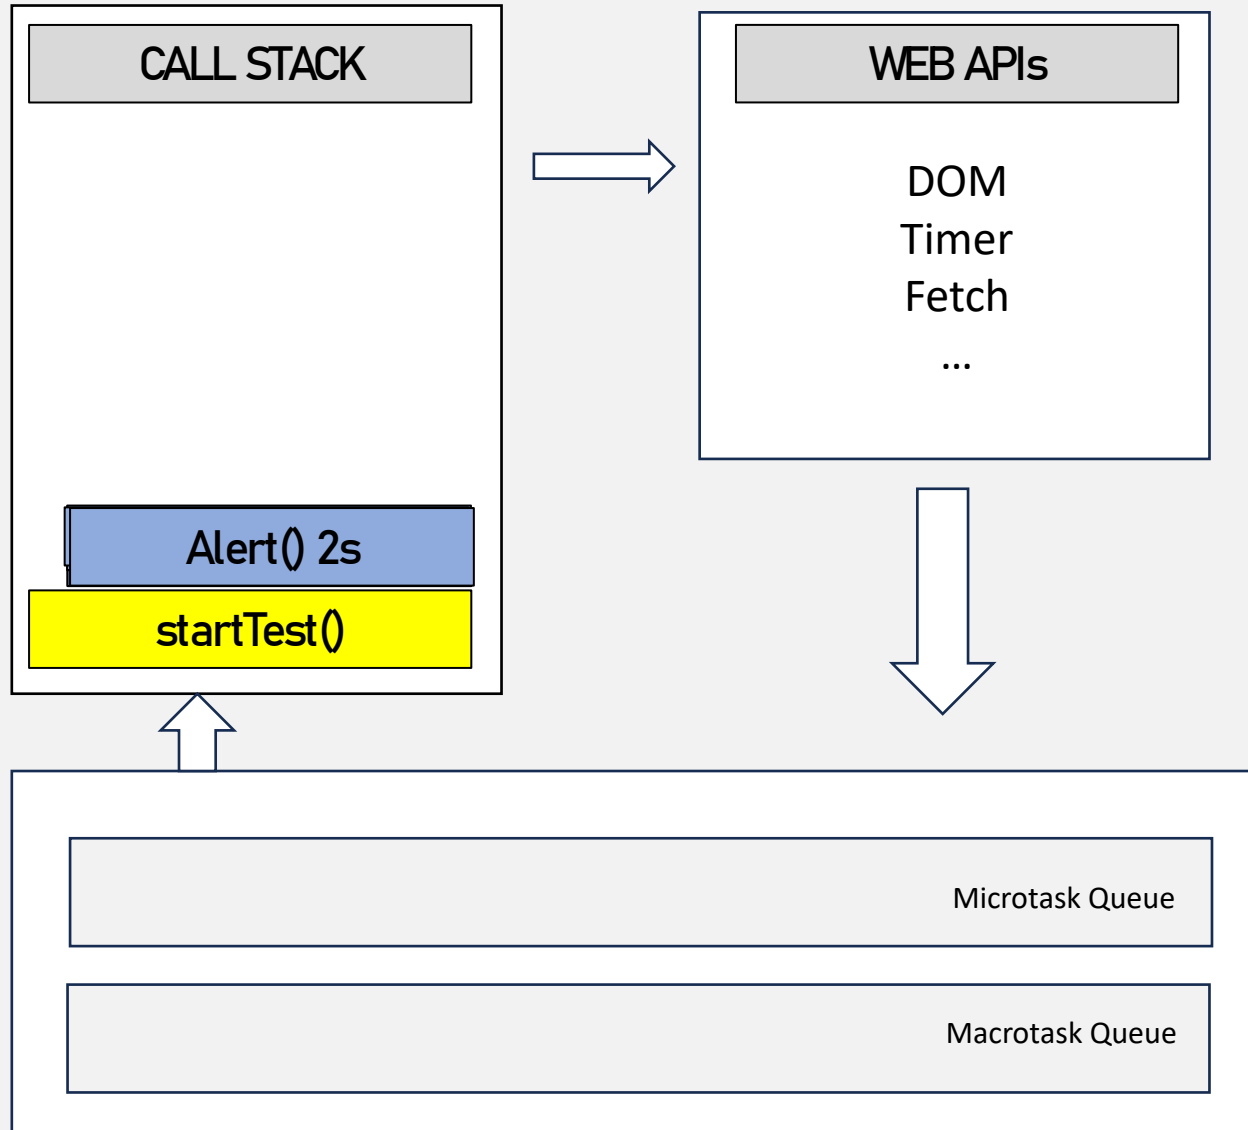 CALL STACK
WEB APIs
DOM
Timer
Fetch
...
Alert() 2s
startTest()
Microtask Queue
Macrotask Queue